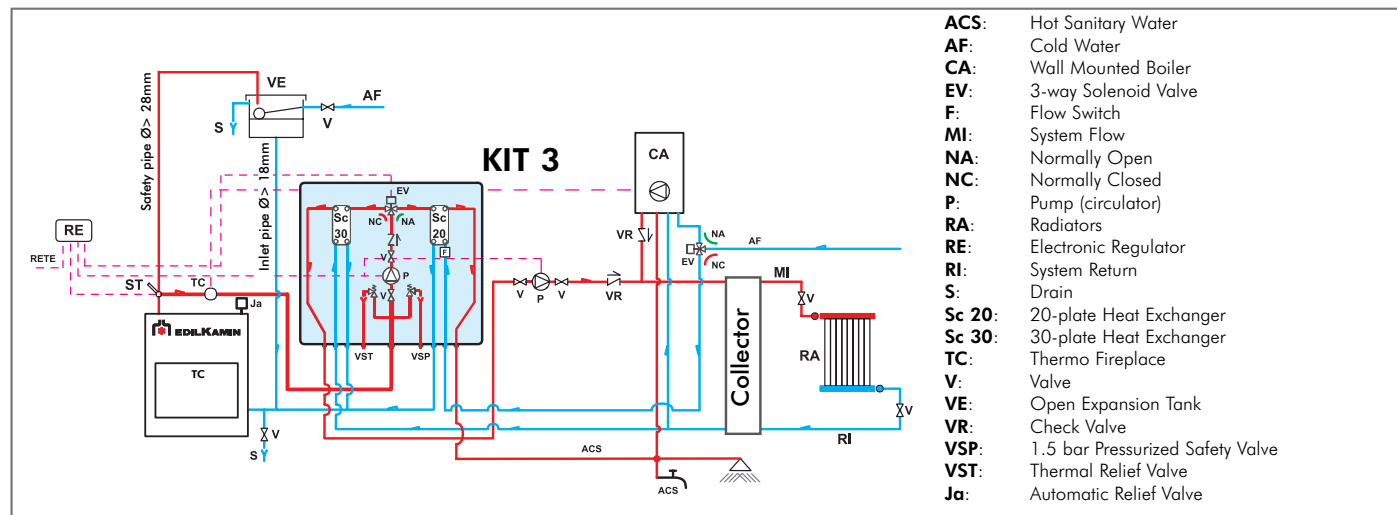 Safety pipe Ø> 28mm
VE
AF
S
V
Inlet pipe Ø> 18mm
KIT 3
CA
EV
Sc
30
NC
NA
Sc
20
F
V
P
V
VST
VSP
RE
RETE
ST
TC
Ja
EDILKAMIN
TC
V
S
V
P
V
VR
VR
EV
NA
NC
AF
MI
Collector
V
RA
V
RI
ACS
ACS
ACS: Hot Sanitary Water
AF: Cold Water
CA: Wall Mounted Boiler
EV: 3-way Solenoid Valve
F: Flow Switch
MI: System Flow
NA: Normally Open
NC: Normally Closed
P: Pump (circulator)
RA: Radiators
RE: Electronic Regulator
RI: System Return
S: Drain
Sc 20: 20-plate Heat Exchanger
Sc 30: 30-plate Heat Exchanger
TC: Thermo Fireplace
V: Valve
VE: Open Expansion Tank
VR: Check Valve
VSP: 1.5 bar Pressurized Safety Valve
VST: Thermal Relief Valve
Ja: Automatic Relief Valve